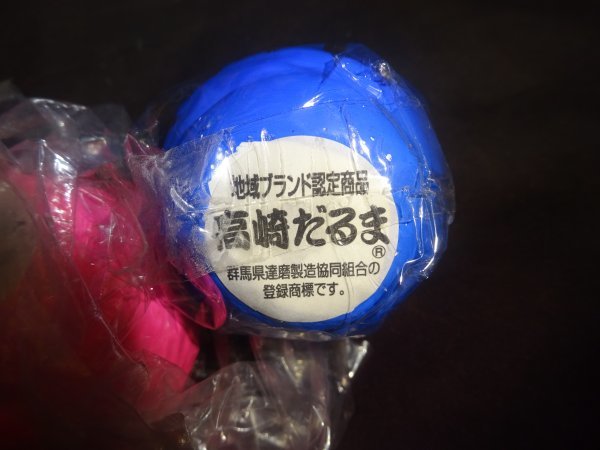 地域ブランド認定商品
高崎だるま®
群馬県達磨製造協同組合の
登録商標です。